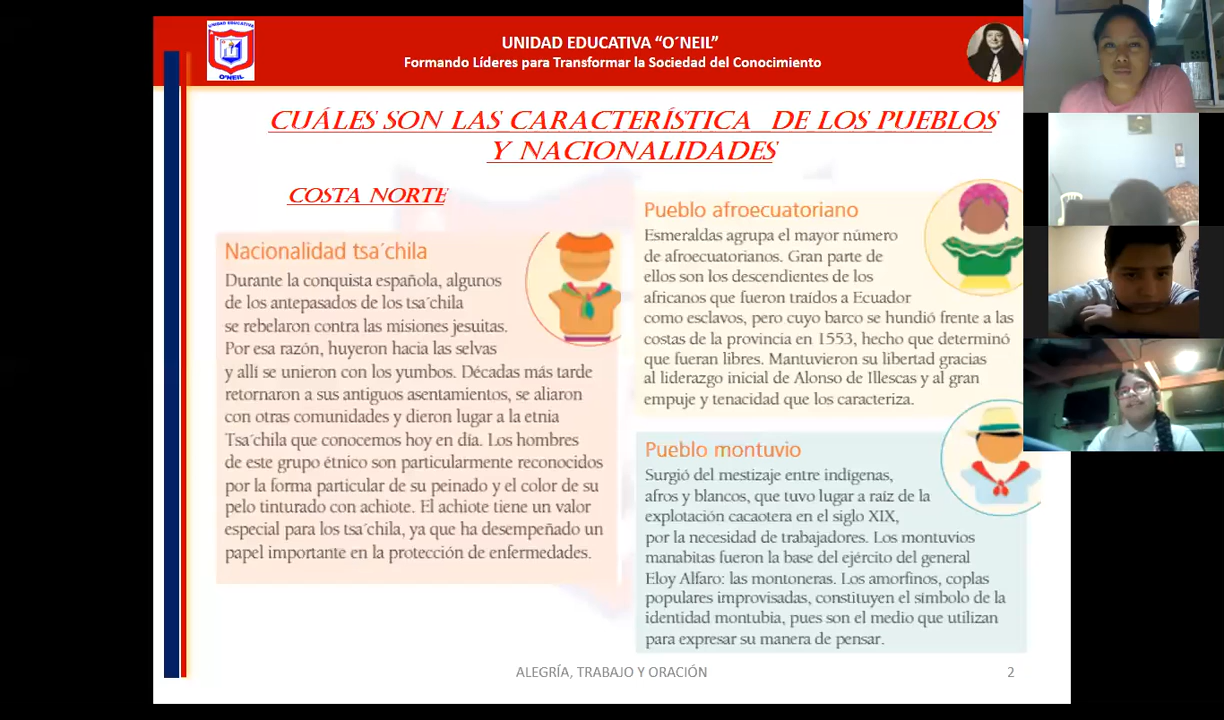 UNIDAD EDUCATIVA
O´NEIL
UNIDAD EDUCATIVA “O´NEIL”
Formando Líderes para Transformar la Sociedad del Conocimiento
CUÁLES SON LAS CARACTERÍSTICA DE LOS PUEBLOS
Y NACIONALIDADES
COSTA NORTE
Nacionalidad tsa´chila
Durante la conquista española, algunos
de los antepasados de los tsa´chila
se rebelaron contra las misiones jesuitas.
Por esa razón, huyeron hacia las selvas
y allí se unieron con los yumbos. Décadas más tarde
retornaron a sus antiguos asentamientos, se aliaron
con otras comunidades y dieron lugar a la etnia
Tsa´chila que conocemos hoy en día. Los hombres
de este grupo étnico son particularmente reconocidos
por la forma particular de su peinado y el color de su
pelo tinturado con achiote. El achiote tiene un valor
especial para los tsa´chila, ya que ha desempeñado un
papel importante en la protección de enfermedades.
Pueblo afroecuatoriano
Esmeraldas agrupa el mayor número
de afroecuatorianos. Gran parte de
ellos son los descendientes de los
africanos que fueron traídos a Ecuador
como esclavos, pero cuyo barco se hundió frente a las
costas de la provincia en 1553, hecho que determinó
que fueran libres. Mantuvieron su libertad gracias
al liderazgo inicial de Alonso de Illescas y al gran
empuje y tenacidad que los caracteriza.
Pueblo montuvio
Surgió del mestizaje entre indígenas,
afros y blancos, que tuvo lugar a raíz de la
explotación cacaotera en el siglo XIX,
por la necesidad de trabajadores. Los montuvios
manabitas fueron la base del ejército del general
Eloy Alfaro: las montoneras. Los amorfinos, coplas
populares improvisadas, constituyen el símbolo de la
identidad montubia, pues son el medio que utilizan
para expresar su manera de pensar.
ALEGRÍA, TRABAJO Y ORACIÓN
2